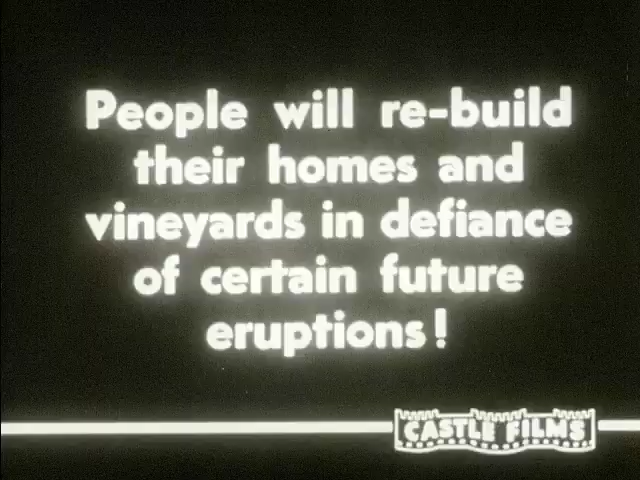 People will re-build
their homes and
vineyards in defiance
of certain future
eruptions!
CASTLE FILMS